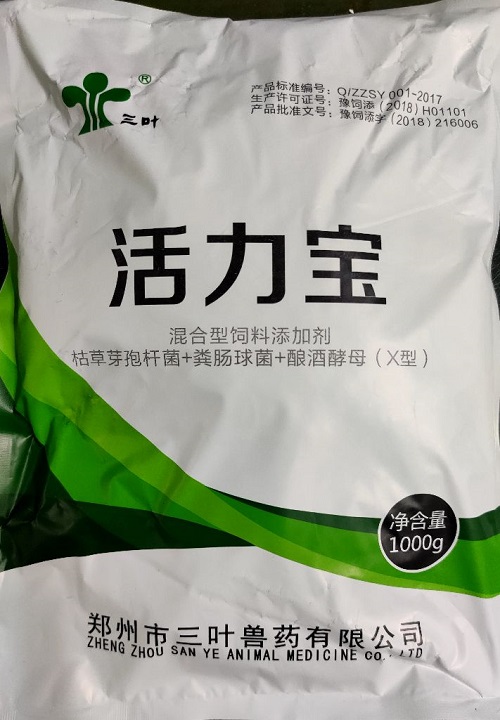 ®
三叶
产品标准编号：Q/ZZSY 001-2017
生产许可证号：豫饲添（2018）H01101
产品批准文号：豫饲添字（2018）216006
活力宝
混合型饲料添加剂
枯草芽孢杆菌+粪肠球菌+酿酒酵母（X型）
净含量
1000g
郑州市三叶兽药有限公司
ZHENG ZHOU SAN YE ANIMAL MEDICINE CO., LTD